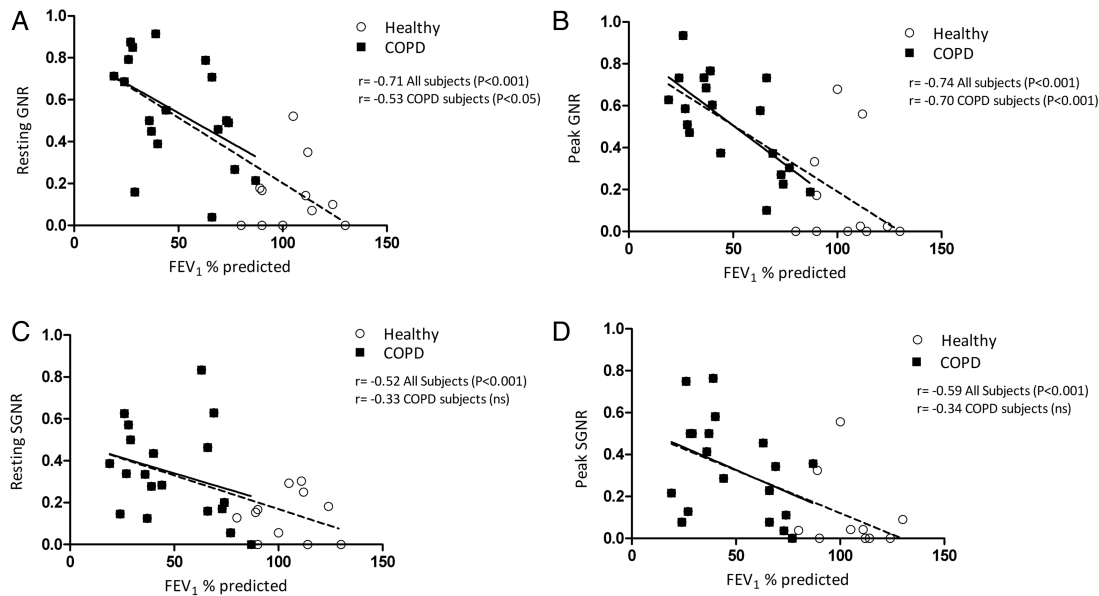 A
Healthy
COPD
r= -0.71 All subjects (P<0.001)
r= -0.53 COPD subjects (P<0.05)
Resting GNR
1.0
0.8
0.6
0.4
0.2
0.0
0
50
100
150
FEV1 % predicted
B
Healthy
COPD
r= -0.74 All subjects (P<0.001)
r= -0.70 COPD subjects (P<0.001)
Peak GNR
1.0
0.8
0.6
0.4
0.2
0.0
0
50
100
150
FEV1 % predicted
C
Healthy
COPD
r= -0.52 All Subjects (P<0.001)
r= -0.33 COPD subjects (ns)
Resting SGNR
1.0
0.8
0.6
0.4
0.2
0.0
0
50
100
150
FEV1 % predicted
D
Healthy
COPD
r= -0.59 All Subjects (P<0.001)
r= -0.34 COPD subjects (ns)
Peak SGNR
1.0
0.8
0.6
0.4
0.2
0.0
0
50
100
150
FEV1 % predicted